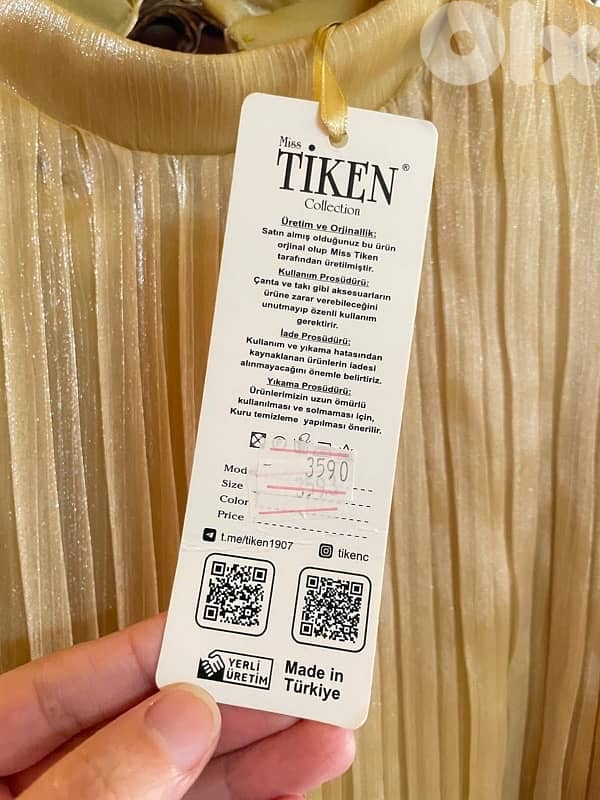 Olx
Miss
TİKEN®
Collection
Üretim ve Orjinallik:
Satın almış olduğunuz bu ürün
orjinal olup Miss Tiken
tarafından üretilmiştir.
Kullanım Prosüdürü:
Çanta ve takı gibi aksesuarların
ürüne zarar verebileceğini
unutmayıp özenli kullanım
gerektirir.
İade Prosüdürü:
Kullanım ve yıkama hatasından
kaynaklanan ürünlerin iadesi
alınmayacağını önemle belirtiriz.
Yıkama Prosüdürü:
Ürünlerimizin uzun ömürlü
kullanılması ve solmaması için,
Kuru temizleme yapılması önerilir.
Mod
- 3590
Size
Color
Price
t.me/tiken1907
tikenc
YERLİ
ÜRETİM
Made in
Türkiye